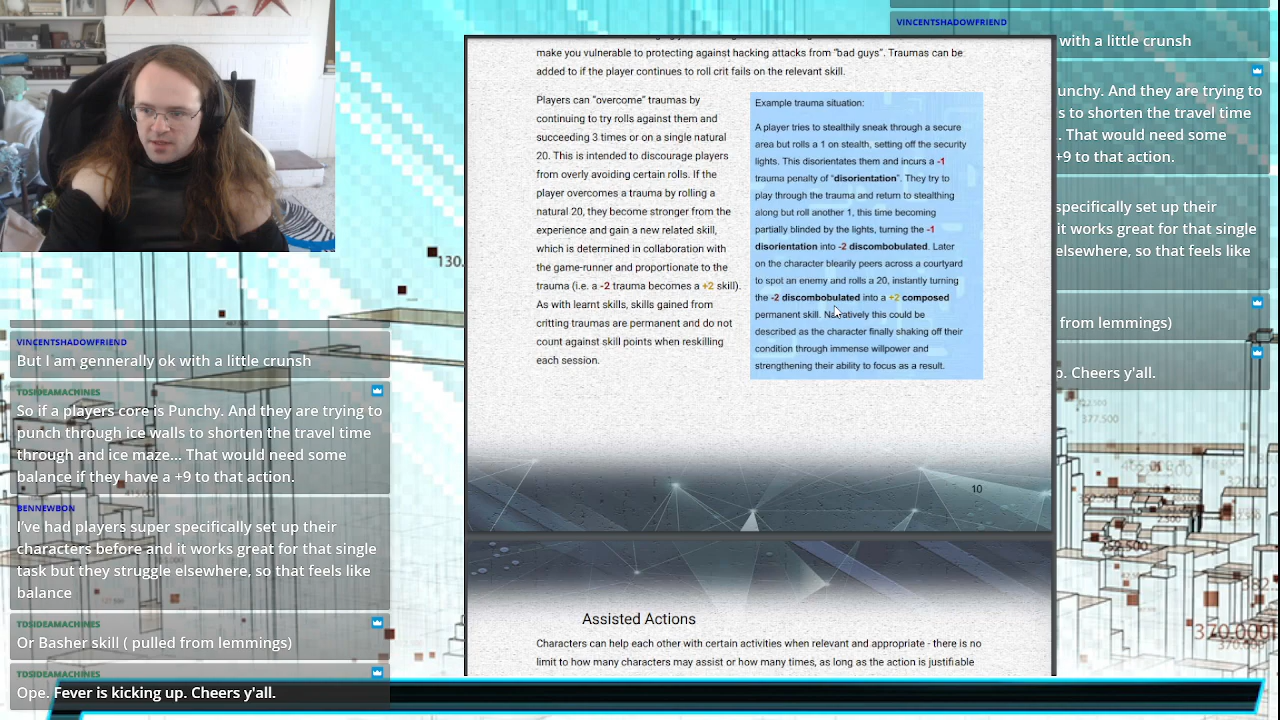 VINCENTSHADOWFRIEND
But I am gennerally ok with a little crunsh
TDSIDEAMACHINES
So if a players core is Punchy. And they are trying to
punch through ice walls to shorten the travel time
through and ice maze... That would need some
balance if they have a +9 to that action.
BENNEWBON
I've had players super specifically set up their
characters before and it works great for that single
task but they struggle elsewhere, so that feels like
balance
TDSIDEAMACHINES
Or Basher skill ( pulled from lemmings)
TDSIDEAMACHINES
Ope. Fever is kicking up. Cheers y'all.
130.
make you vulnerable to protecting against hacking attacks from "bad guys". Traumas can be
added to if the player continues to roll crit fails on the relevant skill.
Players can "overcome" traumas by
continuing to try rolls against them and
succeeding 3 times or on a single natural
20. This is intended to discourage players
from overly avoiding certain rolls. If the
player overcomes a trauma by rolling a
natural 20, they become stronger from the
experience and gain a new related skill,
which is determined in collaboration with
the game-runner and proportionate to the
trauma (i.e. a -2 trauma becomes a +2 skill).
As with learnt skills, skills gained from
critting traumas are permanent and do not
count against skill points when reskilling
each session.
Example trauma situation:
A player tries to stealthily sneak through a secure
area but rolls a 1 on stealth, setting off the security
lights. This disorientates them and incurs a -1
trauma penalty of "disorientation". They try to
play through the trauma and return to stealthing
along but roll another 1, this time becoming
partially blinded by the lights, turning the -1
disorientation into -2 discombobulated. Later
on the character blearily peers across a courtyard
to spot an enemy and rolls a 20, instantly turning
the -2 discombobulated into a +2 composed
permanent skill. Narratively this could be
described as the character finally shaking off their
condition through immense willpower and
strengthening their ability to focus as a result.
10
Assisted Actions
Characters can help each other with certain activities when relevant and appropriate - there is no
limit to how many characters may assist or how many times, as long as the action is justifiable
VINCENTSHADOWFRIEND
with a little crunsh
unchy. And they are trying to
s to shorten the travel time
. That would need some
+9 to that action.
specifically set up their
it works great for that single
elsewhere, so that feels like
from lemmings)
p. Cheers y'all.
377.500
370.000